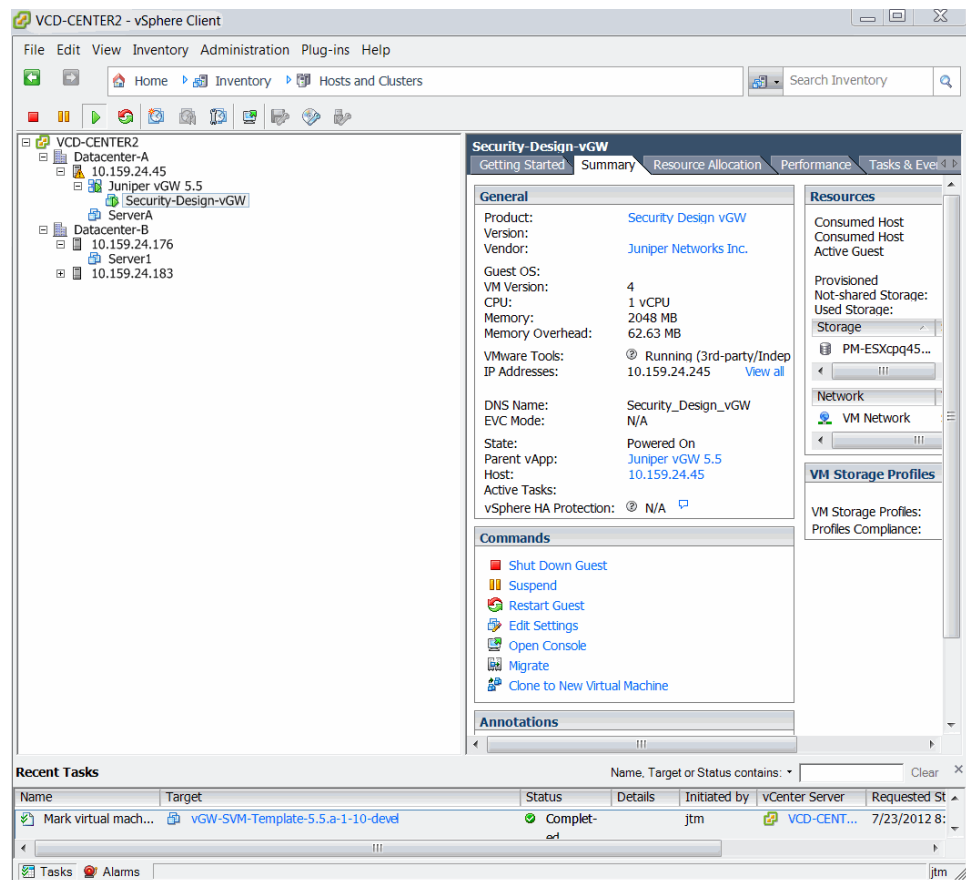 VCD-CENTER2 - vSphere Client
File Edit View Inventory Administration Plug-ins Help
Home Inventory Hosts and Clusters
Search Inventory
VCD-CENTER2
Datacenter-A
10.159.24.45
Juniper vGW 5.5
Security-Design-vGW
ServerA
Datacenter-B
10.159.24.176
Server1
10.159.24.183
Security-Design-vGW
Getting Started Summary Resource Allocation Performance Tasks & Even
General
Product: Security Design vGW
Version:
Vendor: Juniper Networks Inc.
Guest OS:
VM Version: 4
CPU: 1 vCPU
Memory: 2048 MB
Memory Overhead: 62.63 MB
VMware Tools: Running (3rd-party/Indep
IP Addresses: 10.159.24.245 View all
DNS Name: Security_Design_vGW
EVC Mode: N/A
State: Powered On
Parent vApp: Juniper vGW 5.5
Host: 10.159.24.45
Active Tasks:
vSphere HA Protection: N/A
Commands
Shut Down Guest
Suspend
Restart Guest
Edit Settings
Open Console
Migrate
Clone to New Virtual Machine
Annotations
Resources
Consumed Host
Consumed Host
Active Guest
Provisioned
Not-shared Storage:
Used Storage:
Storage
PM-ESXcpq45...
Network
VM Network
VM Storage Profiles
VM Storage Profiles:
Profiles Compliance:
Recent Tasks
Name, Target or Status contains: Clear
Name Target Status Details Initiated by vCenter Server Requested St
Mark virtual mach... vGW-SVM-Template-5.5.a-1-10-devel Complet-
ed jtm VCD-CENT... 7/23/2012 8:
Tasks Alarms jtm